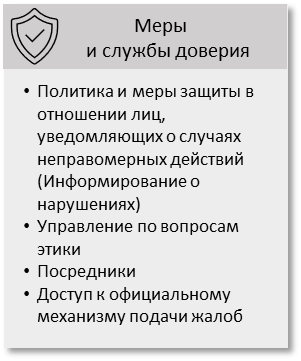 Меры
и службы доверия
• Политика и меры защиты в
отношении лиц,
уведомляющих о случаях
неправомерных действий
(Информирование о
нарушениях)
• Управление по вопросам
этики
• Посредники
• Доступ к официальному
механизму подачи жалоб